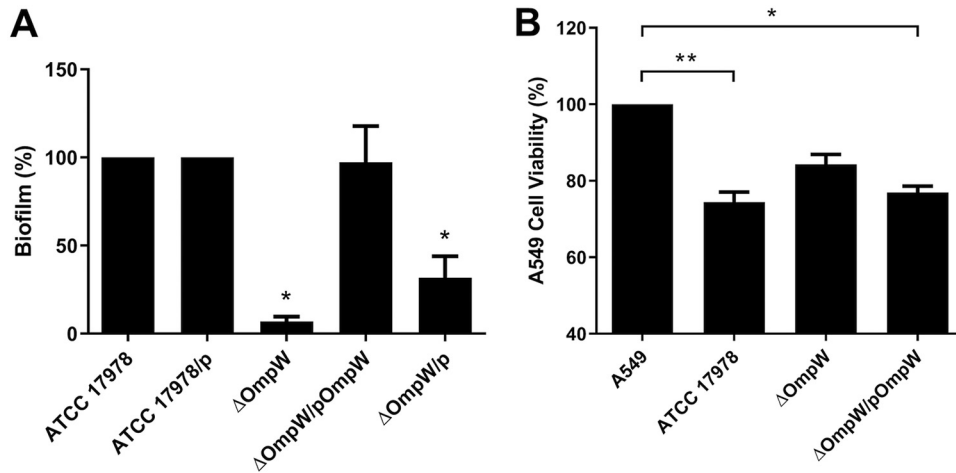 A
Biofilm (%)
150
100
50
0
*
*
ATCC 17978
ATCC 17978/p
ΔOmpW
ΔOmpW/pOmpW
ΔOmpW/p
B
A549 Cell Viability (%)
120
100
80
60
40
*
**
A549
ATCC 17978
ΔOmpW
ΔOmpW/pOmpW